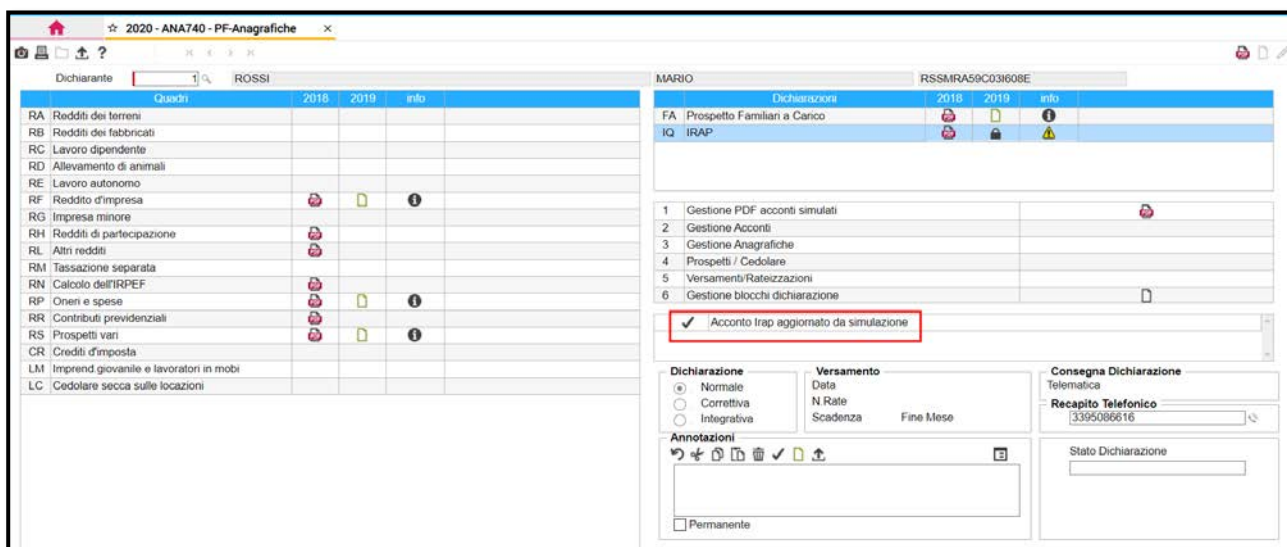 2020 - ANA740 - PF-Anagrafiche
Dichiarante 1 ROSSI MARIO RSSMRA59C03I608E
Quadri 2018 2019 info
RA Redditi dei terreni
RB Redditi dei fabbricati
RC Lavoro dipendente
RD Allevamento di animali
RE Lavoro autonomo
RF Reddito d'impresa
RG Impresa minore
RH Redditi di partecipazione
RL Altri redditi
RM Tassazione separata
RN Calcolo dell'IRPEF
RP Oneri e spese
RR Contributi previdenziali
RS Prospetti vari
CR Crediti d'imposta
LM Imprend.giovanile e lavoratori in mobi
LC Cedolare secca sulle locazioni
Dichiarazioni 2018 2019 info
FA Prospetto Familiari a Carico
IQ IRAP
1 Gestione PDF acconti simulati
2 Gestione Acconti
3 Gestione Anagrafiche
4 Prospetti / Cedolare
5 Versamenti/Rateizzazioni
6 Gestione blocchi dichiarazione
Acconto Irap aggiornato da simulazione
Dichiarazione
Normale
Correttiva
Integrativa
Versamento
Data
N.Rate
Scadenza Fine Mese
Consegna Dichiarazione
Telematica
Recapito Telefonico
3395086616
Annotazioni
Permanente
Stato Dichiarazione